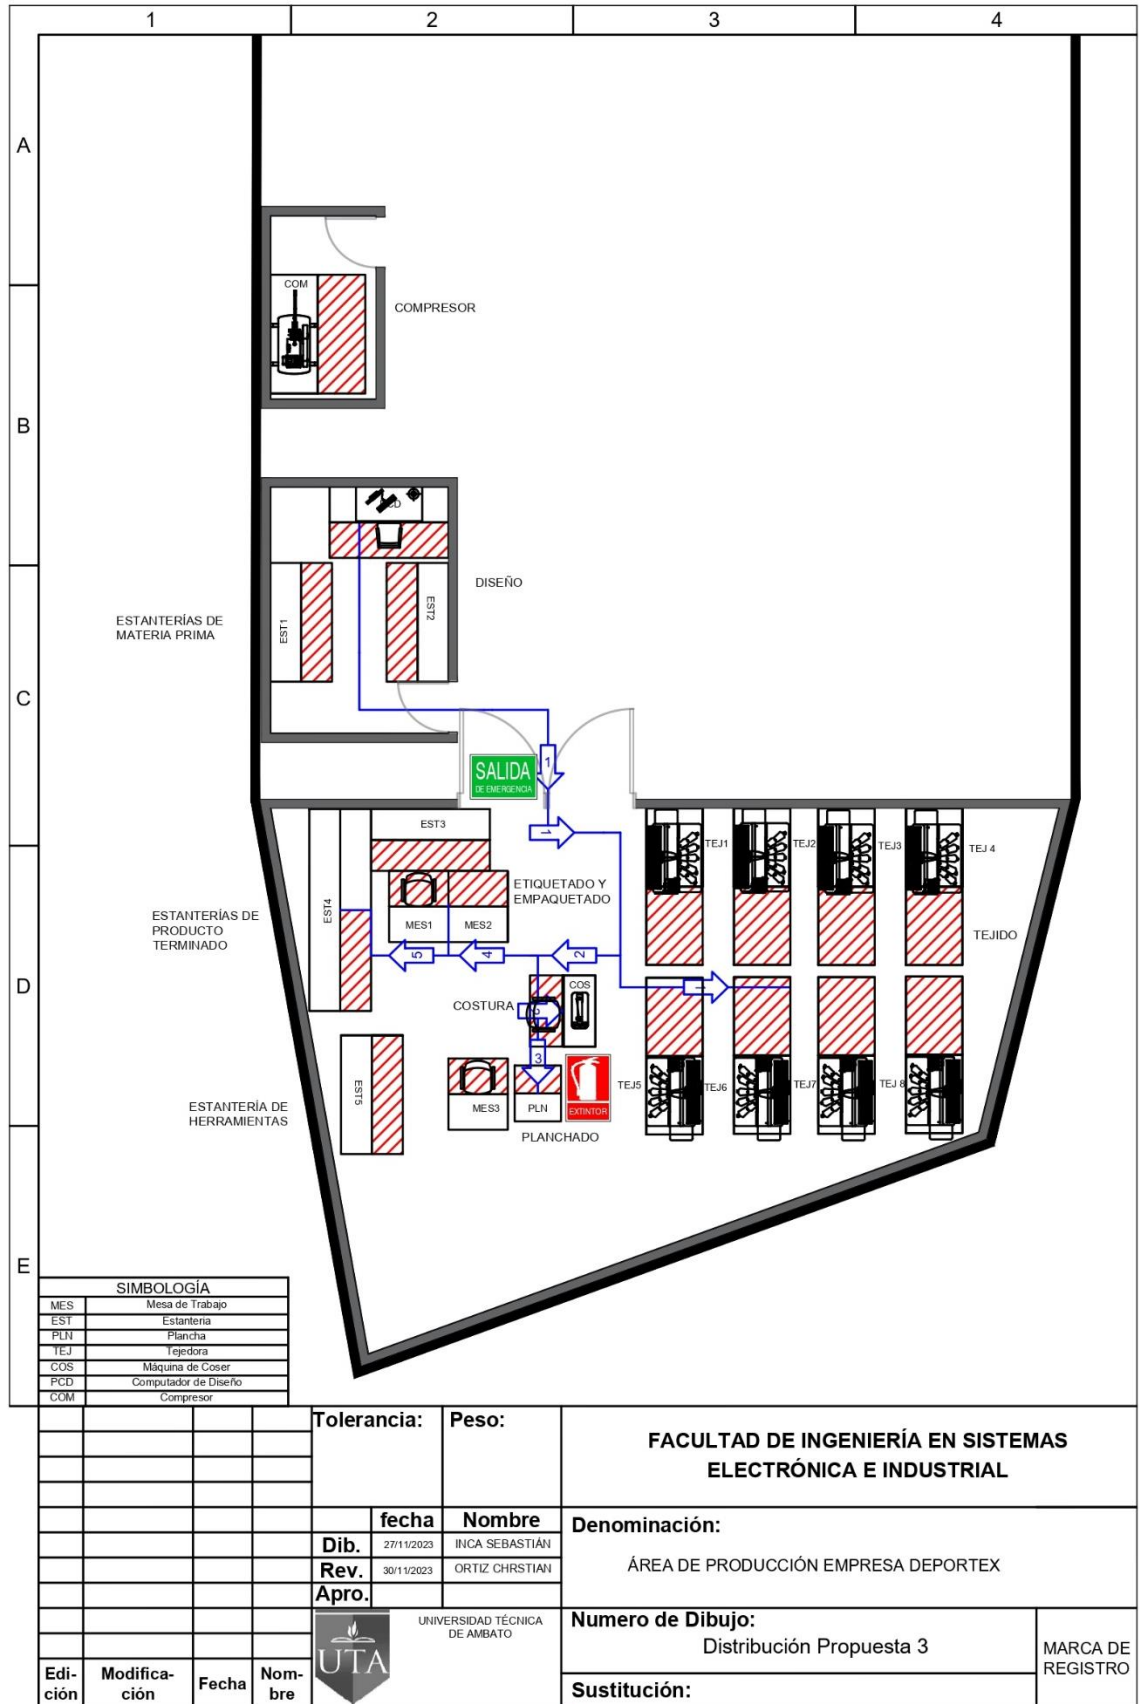 1 2 3 4
A
B
C
D
E
COM
COMPRESOR
PCD
DISEÑO
EST1
EST2
ESTANTERÍAS DE
MATERIA PRIMA
SALIDA
DE EMERGENCIA
1
1
EST3
TEJ1
TEJ2
TEJ3
TEJ 4
ETIQUETADO Y
EMPAQUETADO
EST4
MES1
MES2
ESTANTERÍAS DE
PRODUCTO
TERMINADO
TEJIDO
5
4
2
1
COSTURA
COS
3
EST5
MES3
PLN
EXTINTOR
TEJ5
TEJ6
TEJ7
TEJ 8
ESTANTERÍA DE
HERRAMIENTAS
PLANCHADO
SIMBOLOGÍA
MES Mesa de Trabajo
EST Estanteria
PLN Plancha
TEJ Tejedora
COS Máquina de Coser
PCD Computador de Diseño
COM Compresor
Tolerancia:
Peso:
FACULTAD DE INGENIERÍA EN SISTEMAS
ELECTRÓNICA E INDUSTRIAL
fecha Nombre
Dib. 27/11/2023 INCA SEBASTIÁN
Rev. 30/11/2023 ORTIZ CHRSTIAN
Apro.
Denominación:
ÁREA DE PRODUCCIÓN EMPRESA DEPORTEX
UTA
UNIVERSIDAD TÉCNICA
DE AMBATO
Numero de Dibujo:
Distribución Propuesta 3
MARCA DE
REGISTRO
Edi-
ción
Modifica-
ción
Fecha
Nom-
bre
Sustitución: